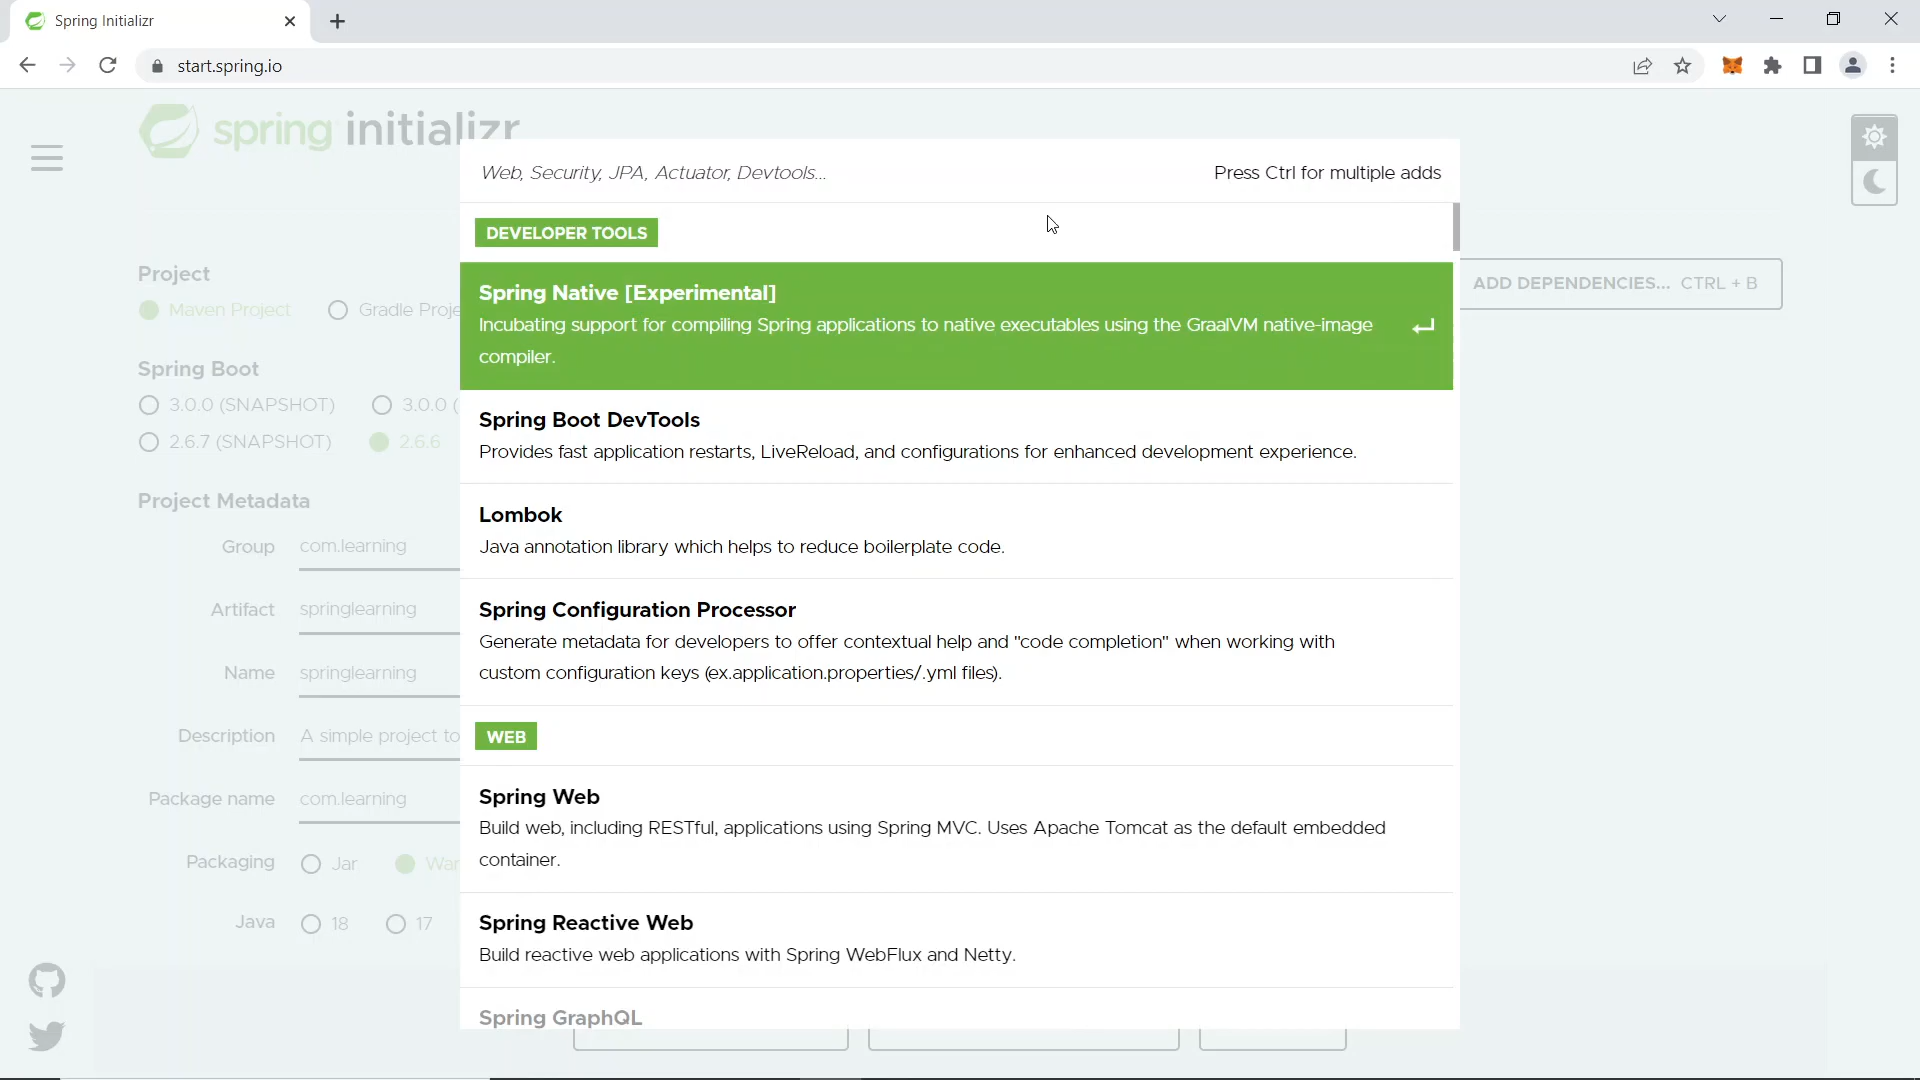 Spring Initializr
start.spring.io
spring initializr
Web, Security, JPA, Actuator, Devtools...
Press Ctrl for multiple adds
DEVELOPER TOOLS
Project
Maven Project Gradle Proje
Spring Boot
3.0.0 (SNAPSHOT) 3.0.0 (
2.6.7 (SNAPSHOT) 2.6.6
Project Metadata
Group com.learning
Artifact springlearning
Name springlearning
Description A simple project to
Package name com.learning
Packaging Jar War
Java 18 17
Spring Native [Experimental]
Incubating support for compiling Spring applications to native executables using the GraalVM native-image
compiler.
Spring Boot DevTools
Provides fast application restarts, LiveReload, and configurations for enhanced development experience.
Lombok
Java annotation library which helps to reduce boilerplate code.
Spring Configuration Processor
Generate metadata for developers to offer contextual help and "code completion" when working with
custom configuration keys (ex.application.properties/.yml files).
WEB
Spring Web
Build web, including RESTful, applications using Spring MVC. Uses Apache Tomcat as the default embedded
container.
Spring Reactive Web
Build reactive web applications with Spring WebFlux and Netty.
Spring GraphQL
ADD DEPENDENCIES... CTRL + B